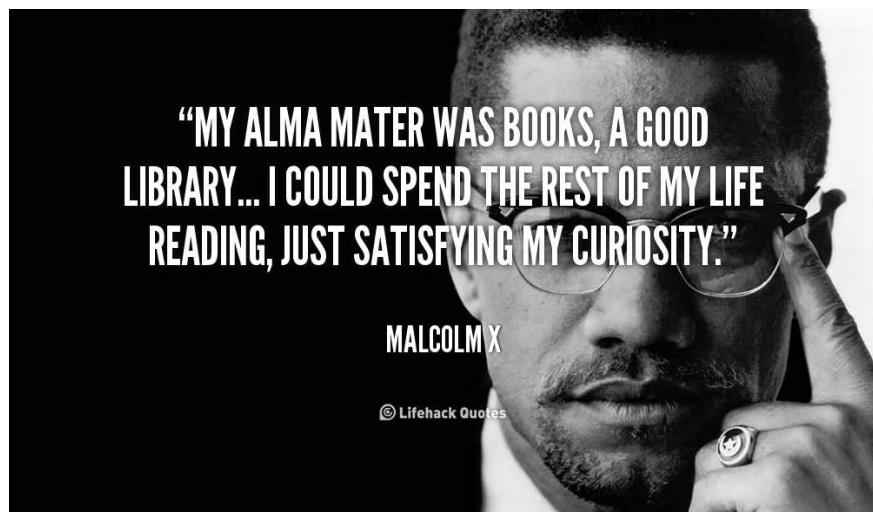 “MY ALMA MATER WAS BOOKS, A GOOD
LIBRARY... I COULD SPEND THE REST OF MY LIFE
READING, JUST SATISFYING MY CURIOSITY.”
MALCOLM X
Lifehack Quotes